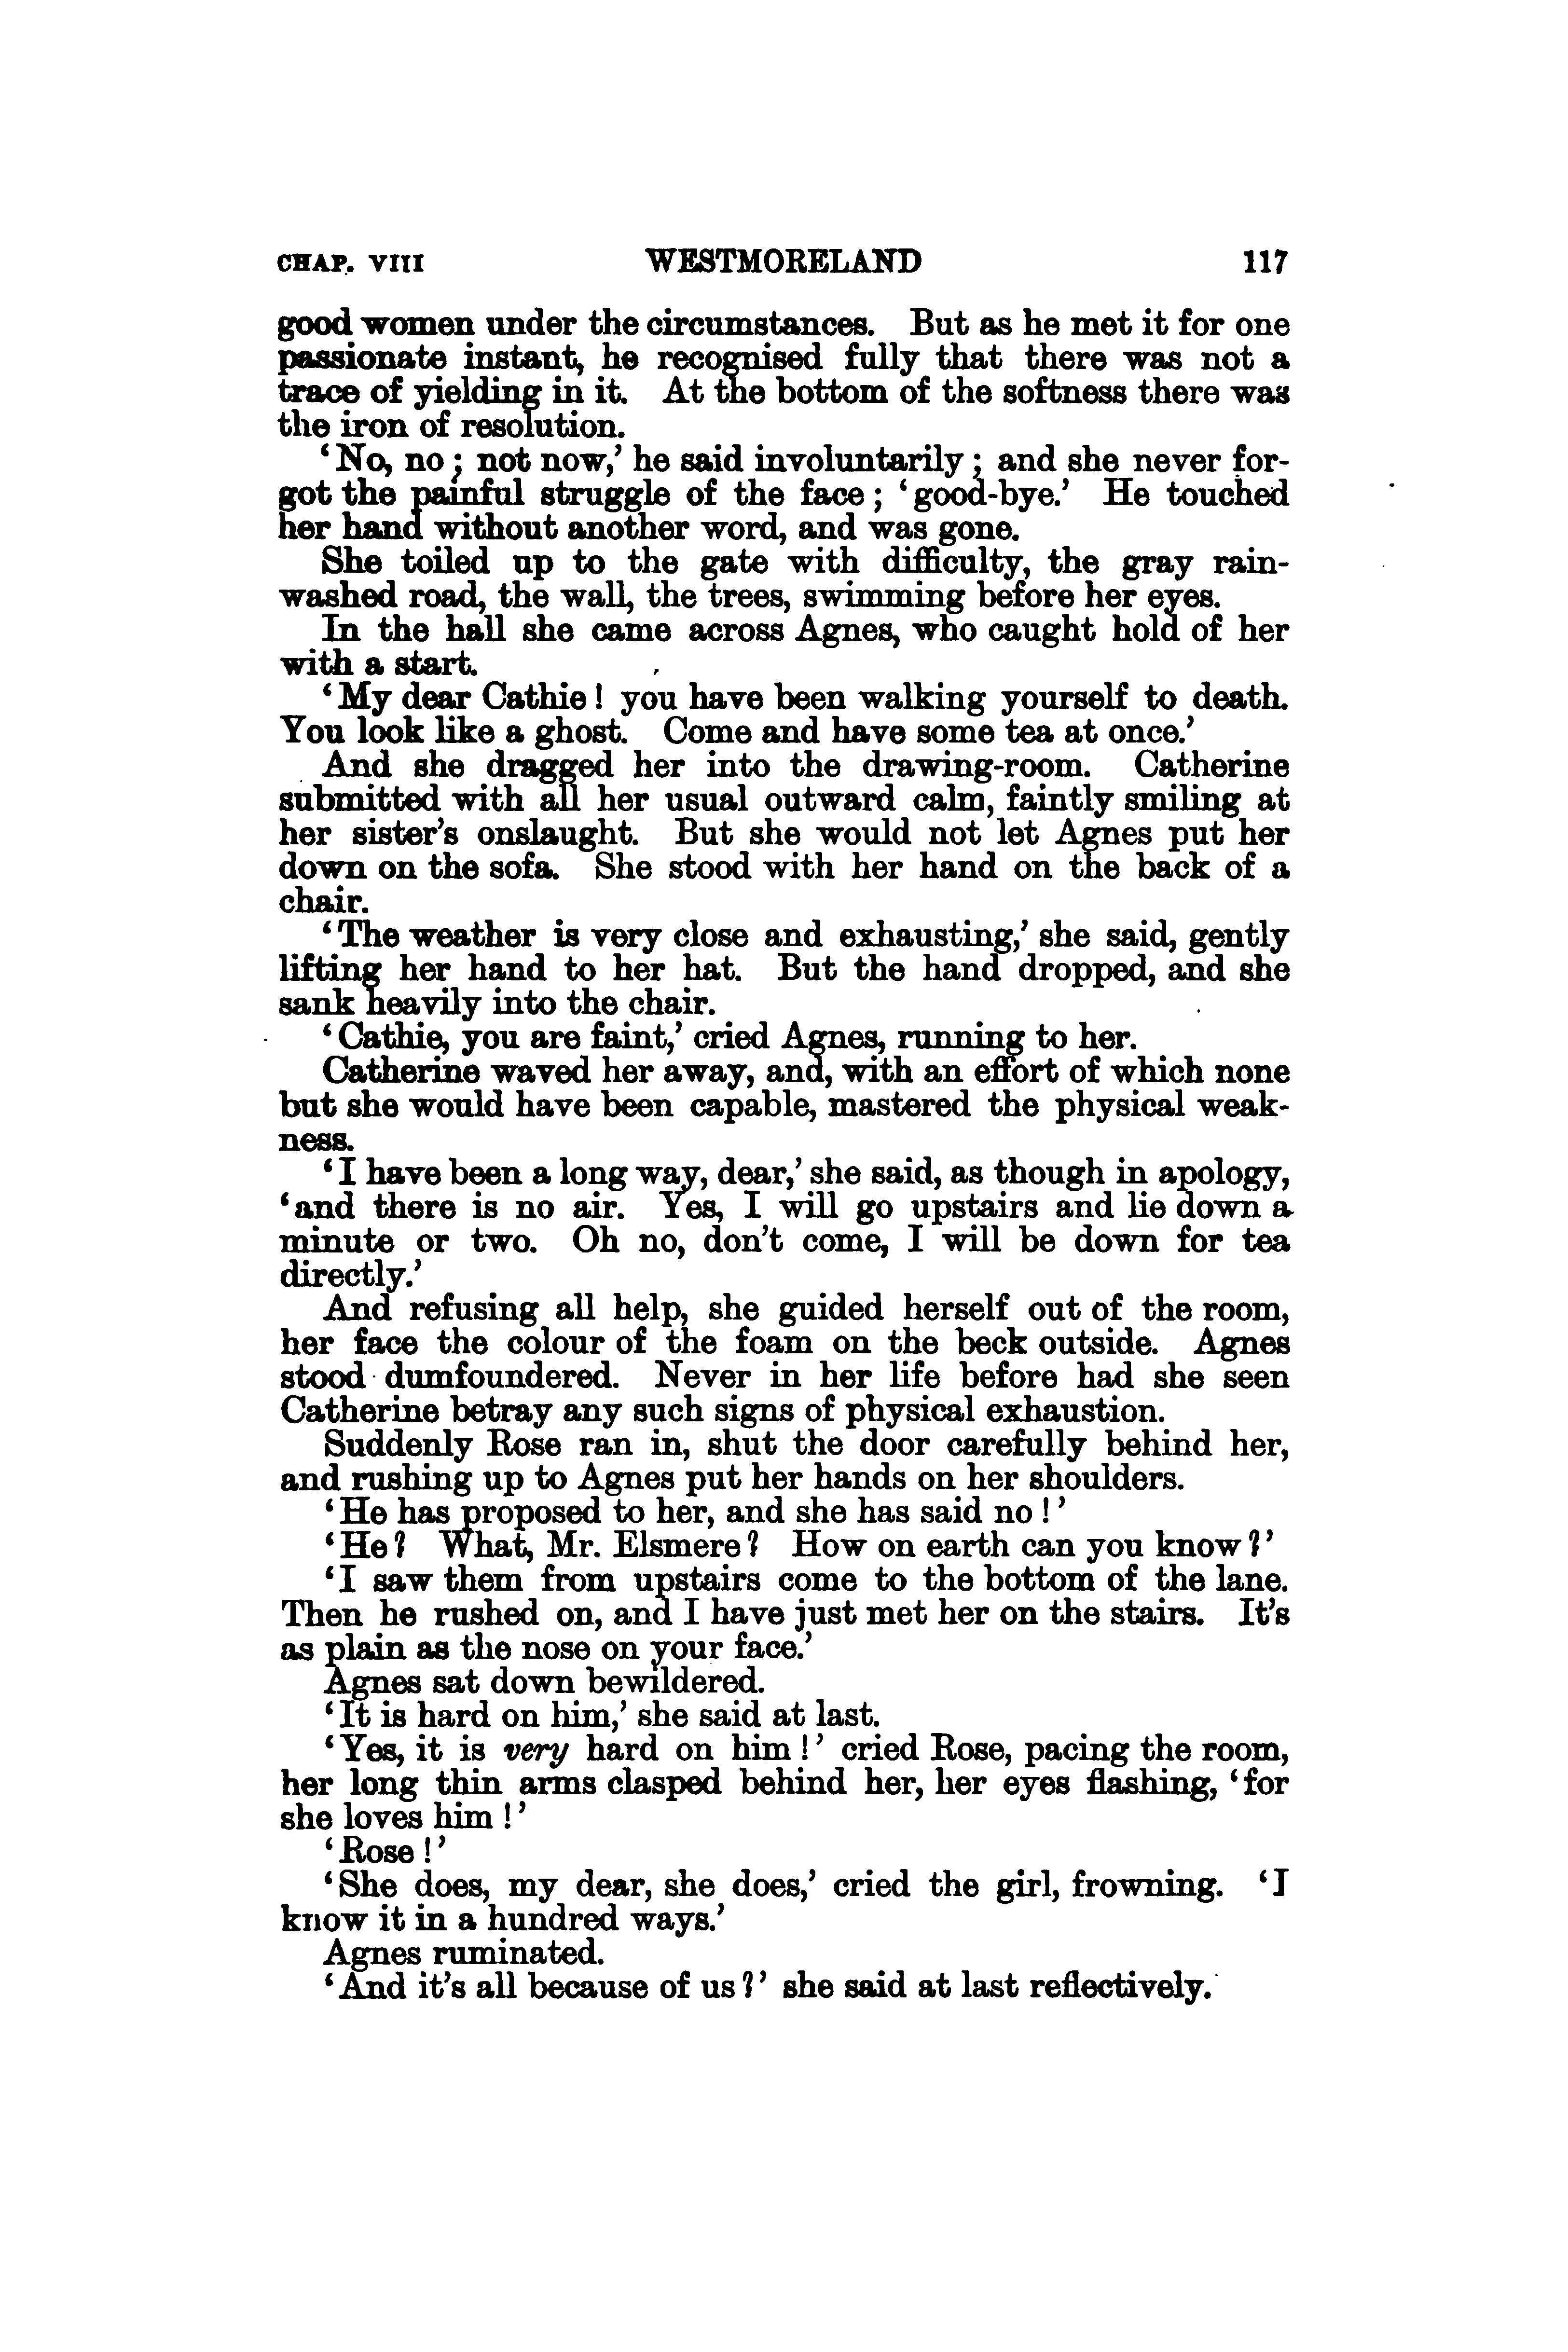 CHAP. VIII WESTMORELAND 117
good women under the circumstances. But as he met it for one
passionate instant, he recognised fully that there was not a
trace of yielding in it. At the bottom of the softness there was
the iron of resolution.
‘No, no; not now,’ he said involuntarily; and she never for-
got the painful struggle of the face; ‘good-bye.’ He touched
her hand without another word, and was gone.
She toiled up to the gate with difficulty, the gray rain-
washed road, the wall, the trees, swimming before her eyes.
In the hall she came across Agnes, who caught hold of her
with a start.
‘My dear Cathie! you have been walking yourself to death.
You look like a ghost. Come and have some tea at once.’
And she dragged her into the drawing-room. Catherine
submitted with all her usual outward calm, faintly smiling at
her sister’s onslaught. But she would not let Agnes put her
down on the sofa. She stood with her hand on the back of a
chair.
‘The weather is very close and exhausting,’ she said, gently
lifting her hand to her hat. But the hand dropped, and she
sank heavily into the chair.
‘Cathie, you are faint,’ cried Agnes, running to her.
Catherine waved her away, and, with an effort of which none
but she would have been capable, mastered the physical weak-
ness.
‘I have been a long way, dear,’ she said, as though in apology,
‘and there is no air. Yes, I will go upstairs and lie down a
minute or two. Oh no, don’t come, I will be down for tea
directly.’
And refusing all help, she guided herself out of the room,
her face the colour of the foam on the beck outside. Agnes
stood dumfoundered. Never in her life before had she seen
Catherine betray any such signs of physical exhaustion.
Suddenly Rose ran in, shut the door carefully behind her,
and rushing up to Agnes put her hands on her shoulders.
‘He has proposed to her, and she has said no!’
‘He? What, Mr. Elsmere? How on earth can you know?’
‘I saw them from upstairs come to the bottom of the lane.
Then he rushed on, and I have just met her on the stairs. It’s
as plain as the nose on your face.’
Agnes sat down bewildered.
‘It is hard on him,’ she said at last.
‘Yes, it is very hard on him!’ cried Rose, pacing the room,
her long thin arms clasped behind her, her eyes flashing, ‘for
she loves him!’
‘Rose!’
‘She does, my dear, she does,’ cried the girl, frowning. ‘I
know it in a hundred ways.’
Agnes ruminated.
‘And it’s all because of us?’ she said at last reflectively.